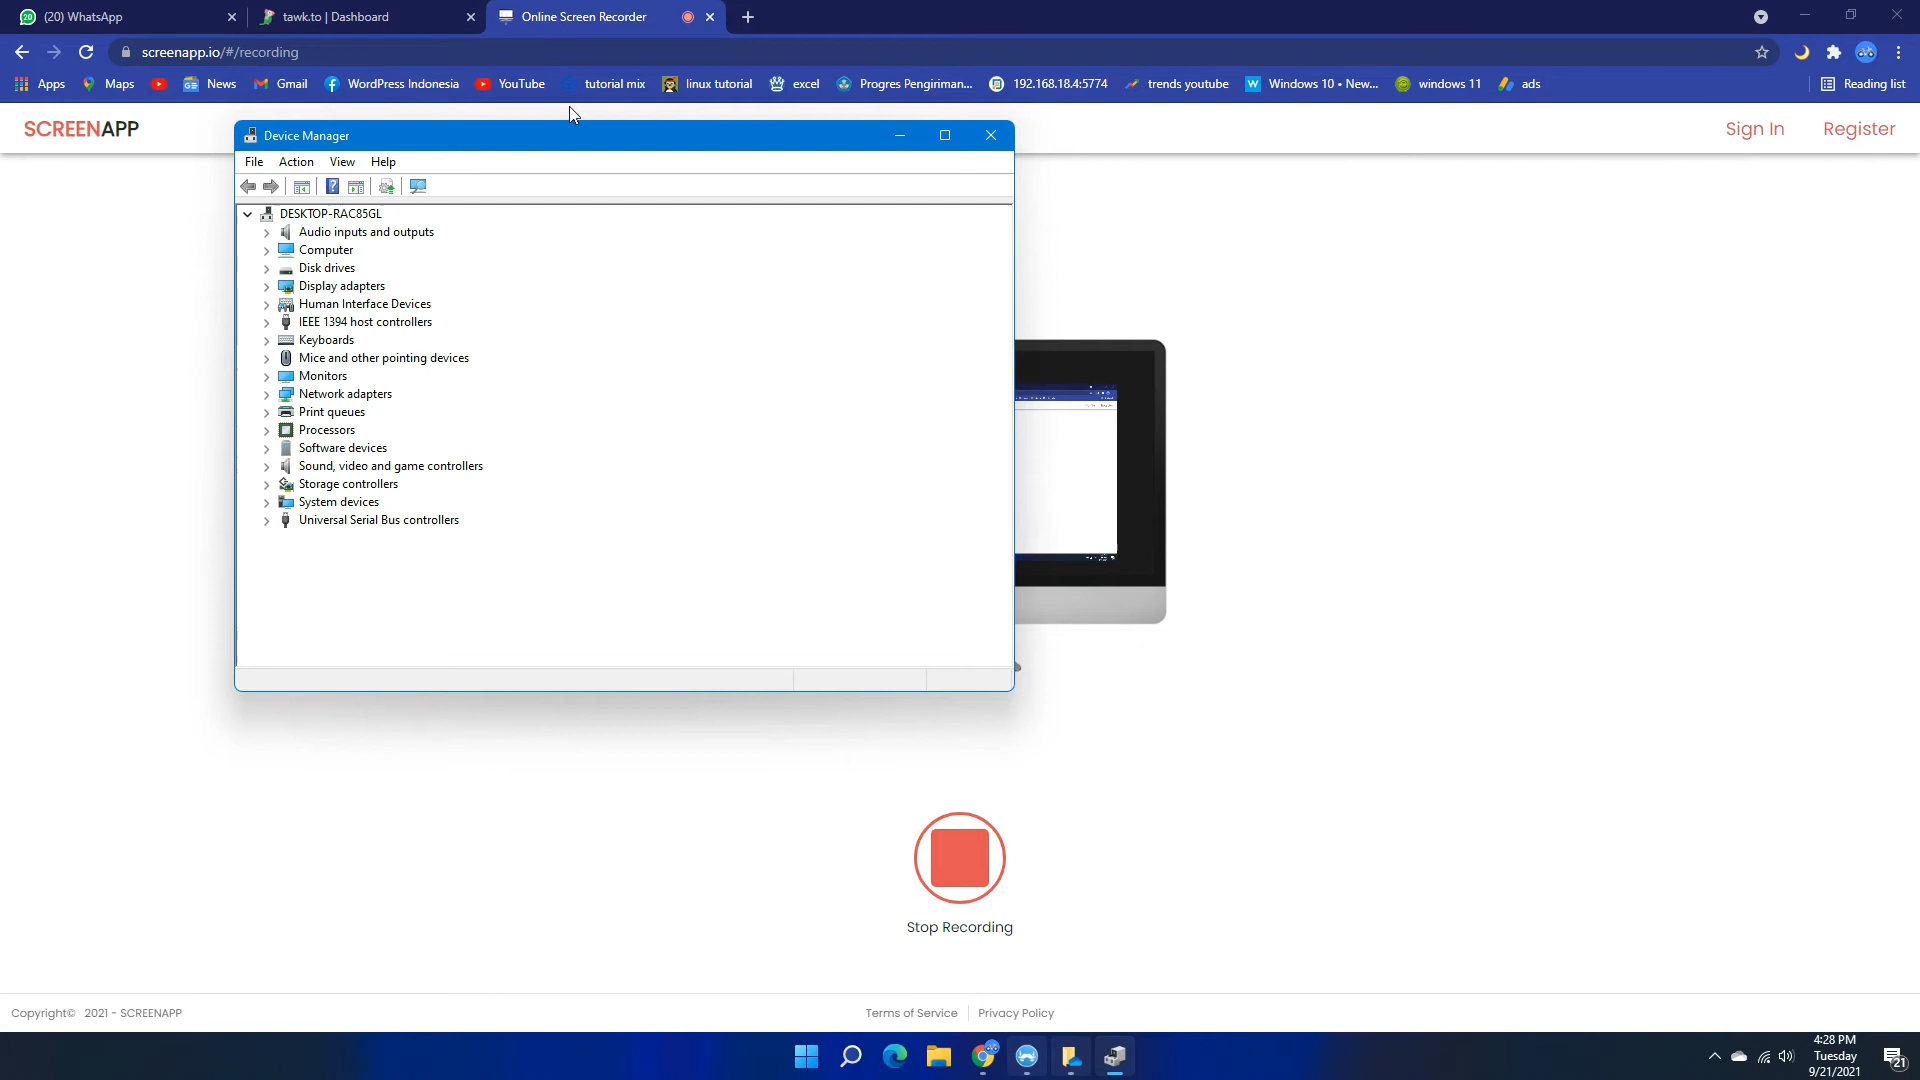 (20) WhatsApp
tawk.to | Dashboard
Online Screen Recorder
screenapp.io/#/recording
Apps
Maps
News
Gmail
WordPress Indonesia
YouTube
tutorial mix
linux tutorial
excel
Progres Pengiriman...
192.168.18.4:5774
trends youtube
Windows 10 • New...
windows 11
ads
Reading list
SCREENAPP
Sign In
Register
Device Manager
File Action View Help
DESKTOP-RAC85GL
Audio inputs and outputs
Computer
Disk drives
Display adapters
Human Interface Devices
IEEE 1394 host controllers
Keyboards
Mice and other pointing devices
Monitors
Network adapters
Print queues
Processors
Software devices
Sound, video and game controllers
Storage controllers
System devices
Universal Serial Bus controllers
Stop Recording
Copyright© 2021 - SCREENAPP
Terms of Service
Privacy Policy
4:28 PM
Tuesday
9/21/2021
21